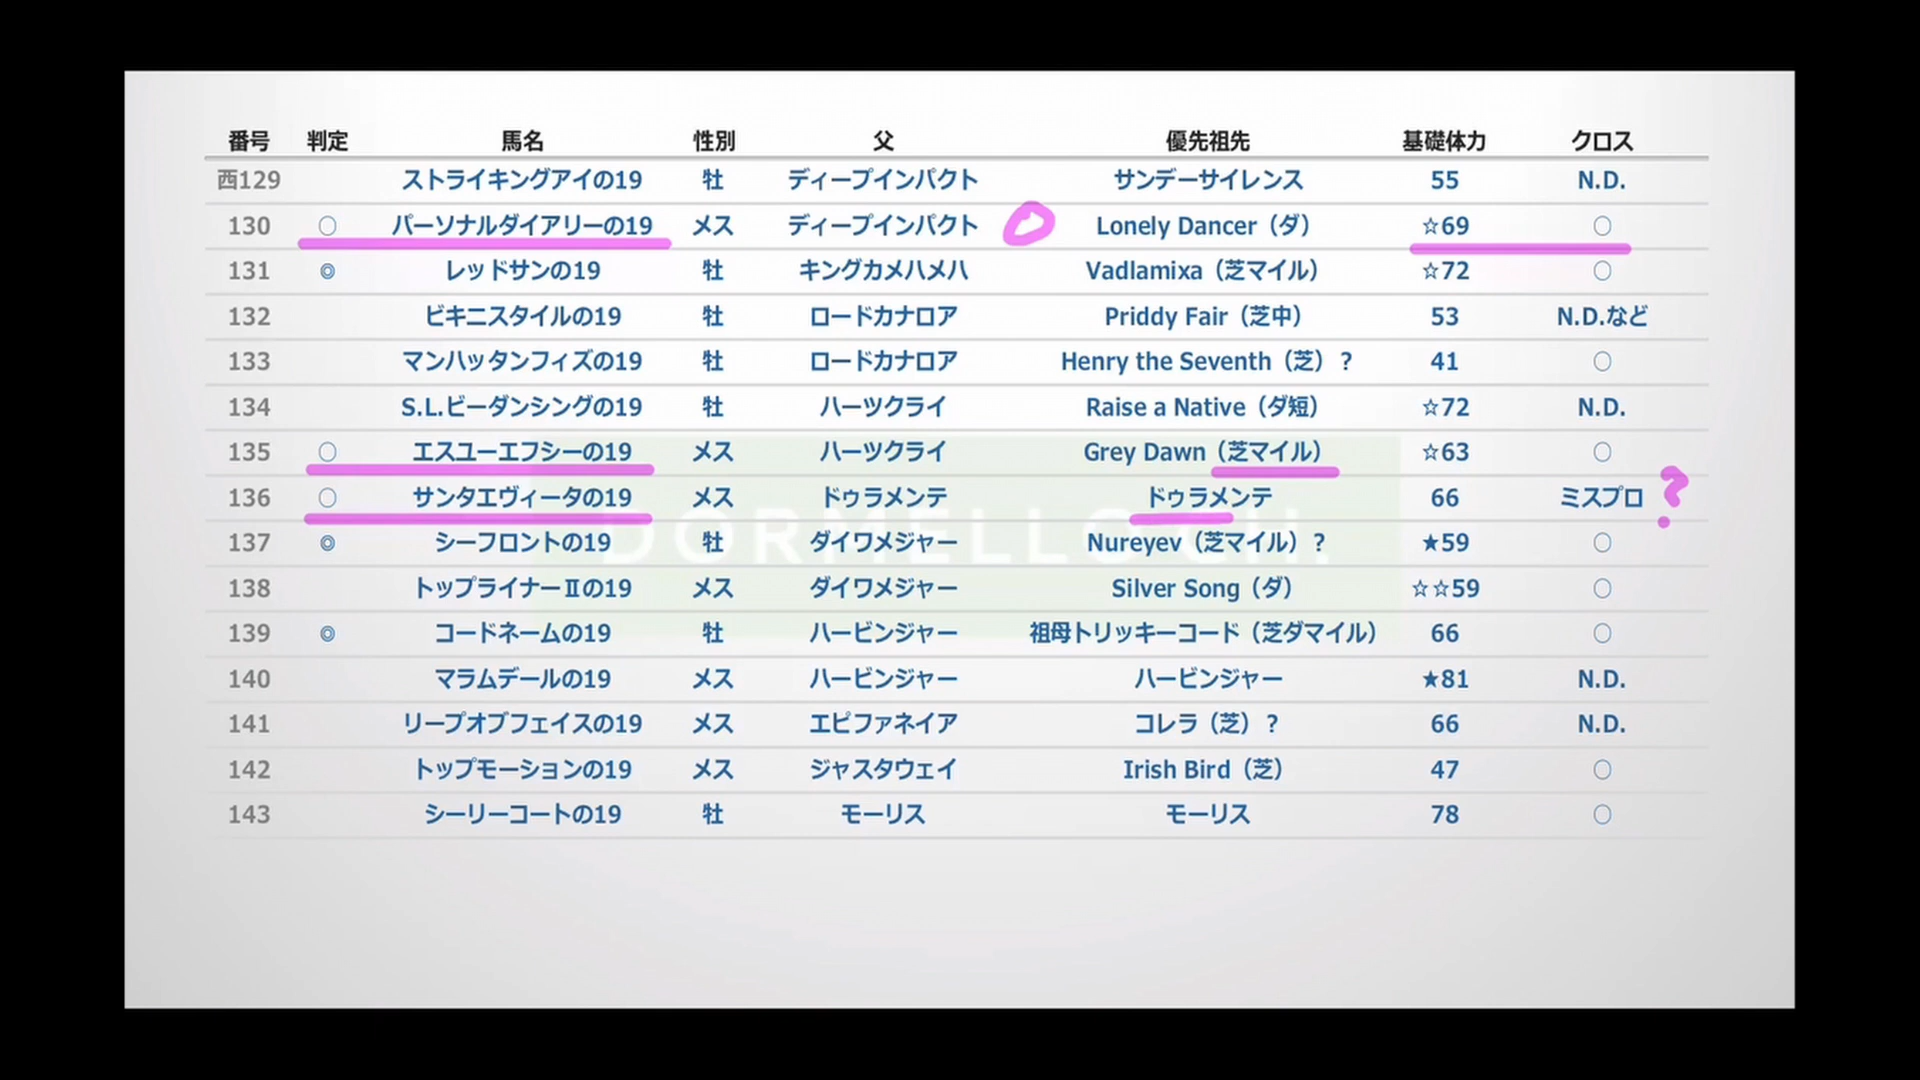 番号 判定 馬名 性別 父 優先祖先 基礎体力 クロス
西129 ストライキングアイの19 牡 ディープインパクト サンデーサイレンス 55 N.D.
130 ○ パーソナルダイアリーの19 メス ディープインパクト Lonely Dancer（ダ） ☆69 ○
131 ◎ レッドサンの19 牡 キングカメハメハ Vadlamixa（芝マイル） ☆72 ○
132 ビキニスタイルの19 牡 ロードカナロア Priddy Fair（芝中） 53 N.D.など
133 マンハッタンフィズの19 牡 ロードカナロア Henry the Seventh（芝）？ 41 ○
134 S.L.ビーダンシングの19 牡 ハーツクライ Raise a Native（ダ短） ☆72 N.D.
135 ○ エスユーエフシーの19 メス ハーツクライ Grey Dawn（芝マイル） ☆63 ○
136 ○ サンタエヴィータの19 メス ドゥラメンテ ドゥラメンテ 66 ミスプロ ?
137 ◎ シーフロントの19 牡 ダイワメジャー Nureyev（芝マイル）？ ★59 ○
DORMELLO CH.
138 トップライナーⅡの19 メス ダイワメジャー Silver Song（ダ） ☆☆59 ○
139 ◎ コードネームの19 牡 ハービンジャー 祖母トリッキーコード（芝ダマイル） 66 ○
140 マラムデールの19 メス ハービンジャー ハービンジャー ★81 N.D.
141 リープオブフェイスの19 メス エピファネイア コレラ（芝）？ 66 N.D.
142 トップモーションの19 メス ジャスタウェイ Irish Bird（芝） 47 ○
143 シーリーコートの19 牡 モーリス モーリス 78 ○